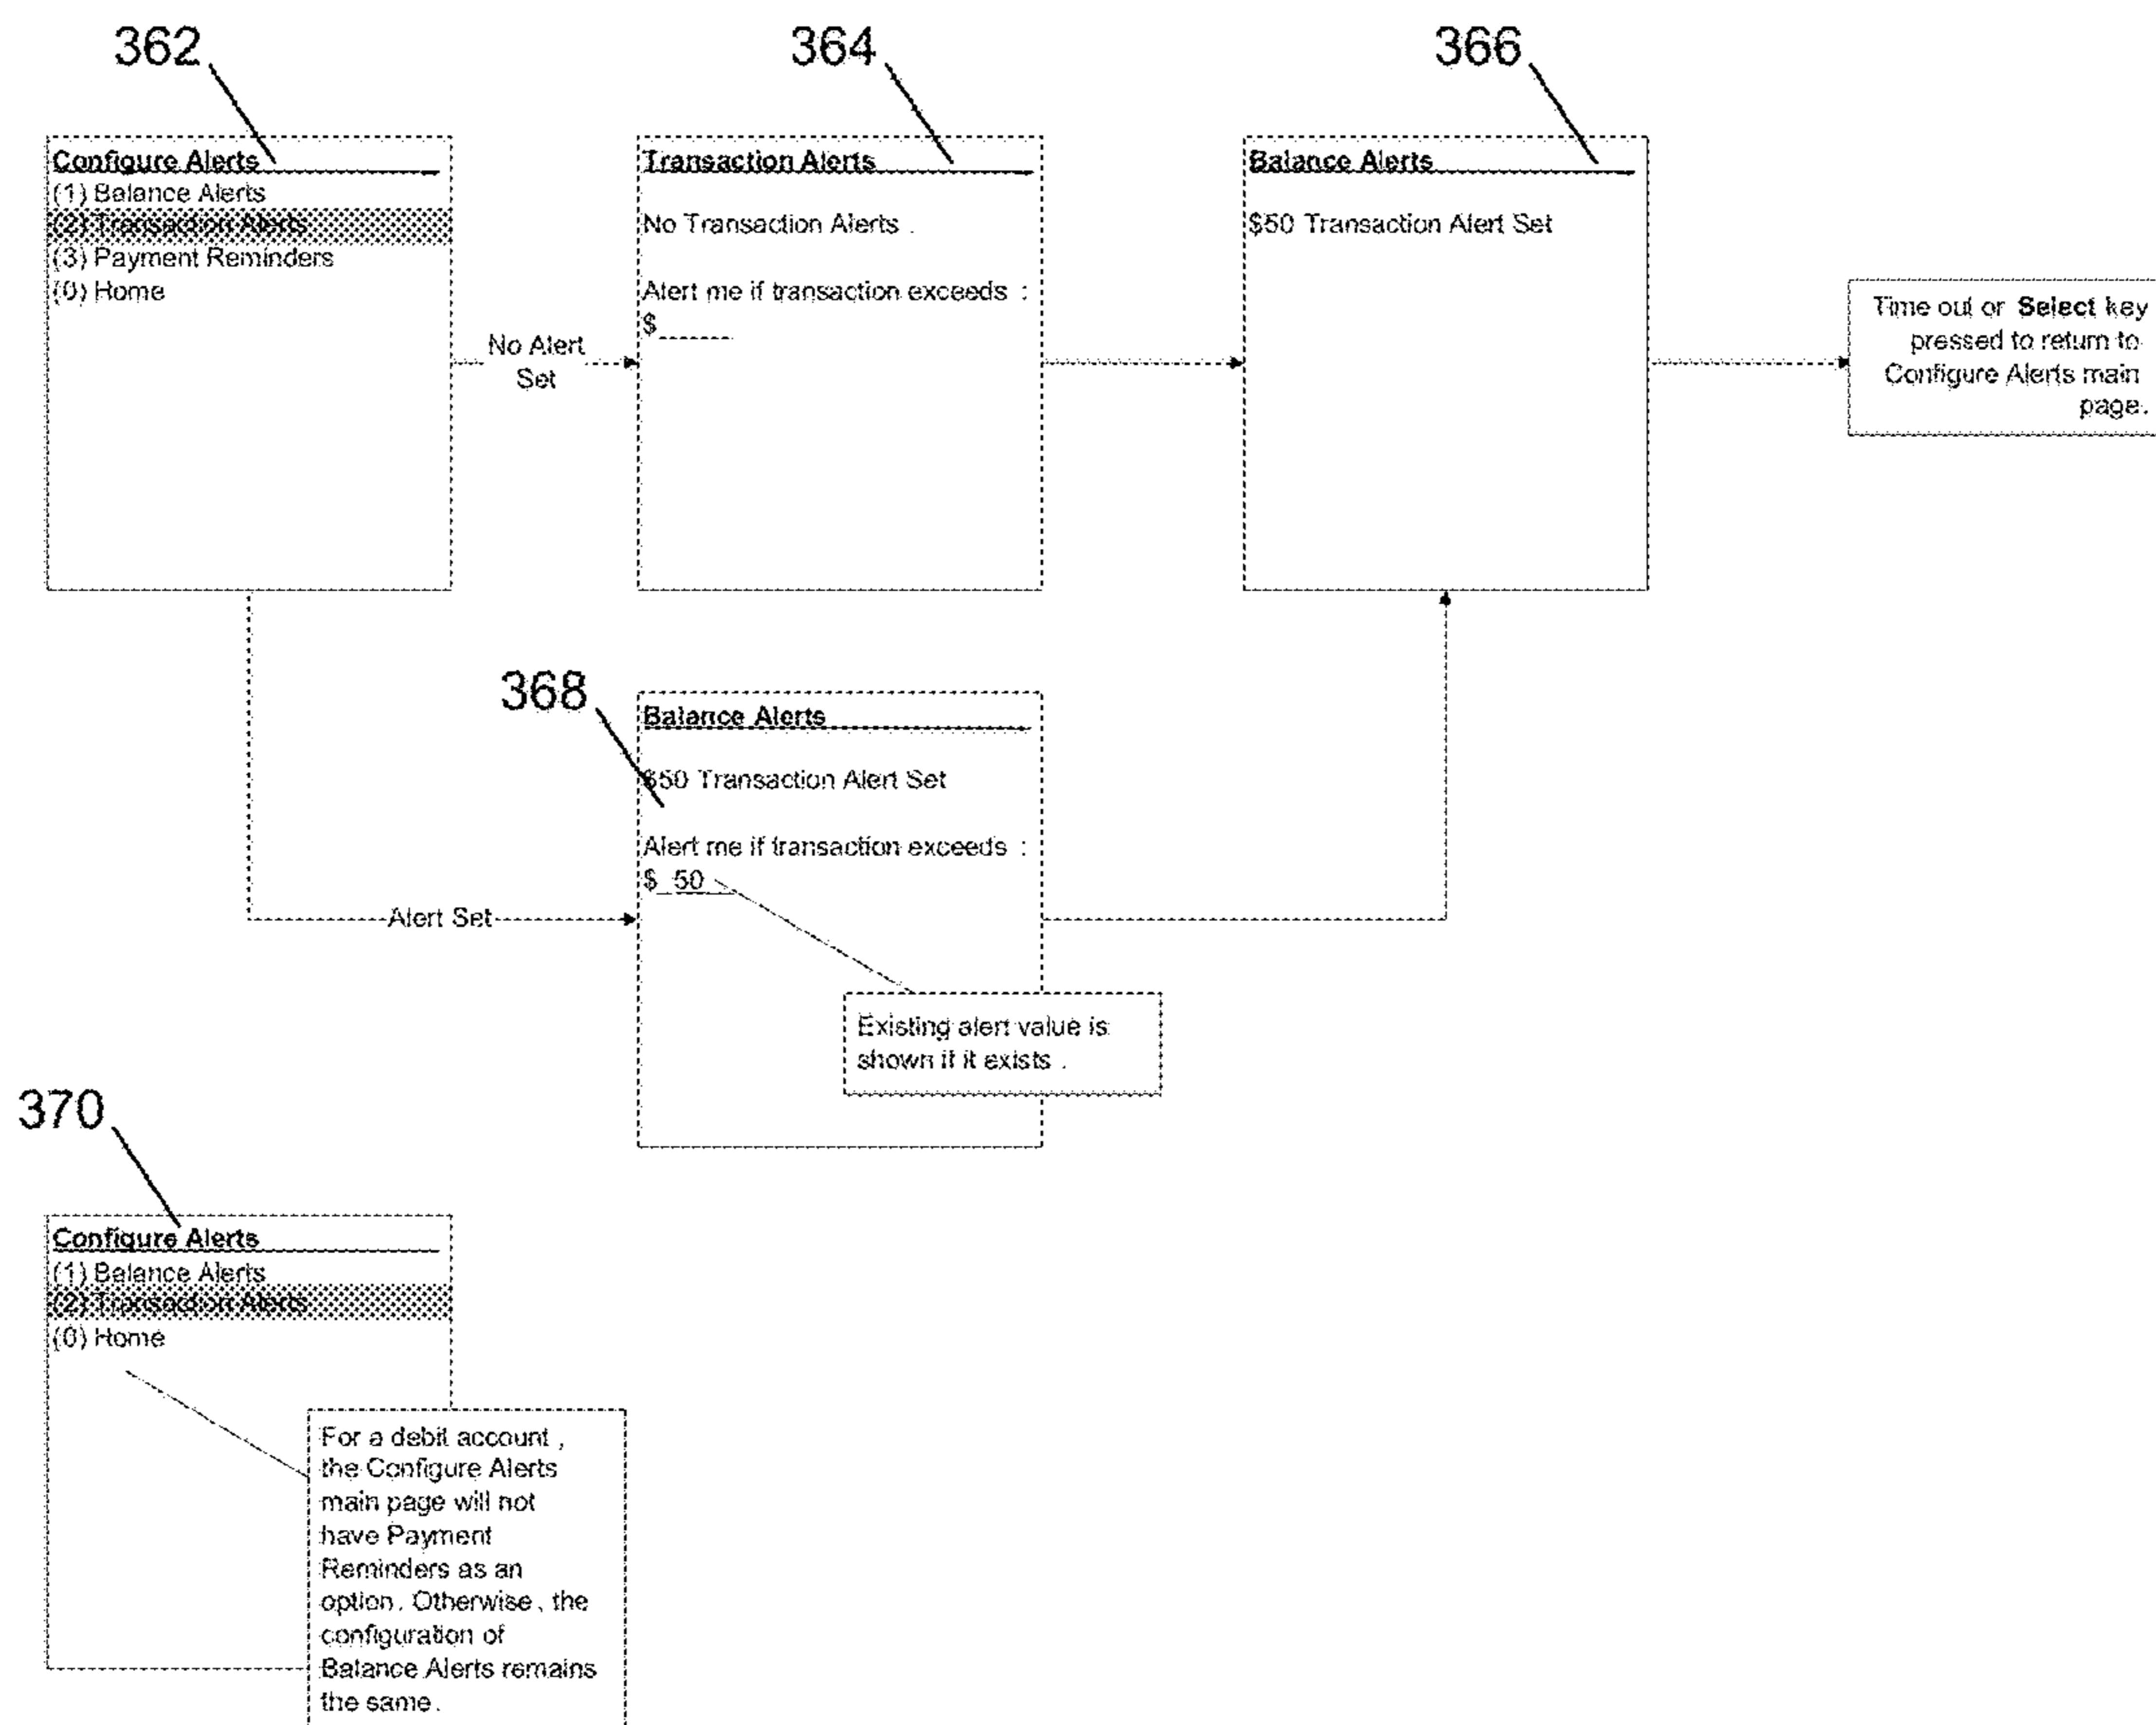 362
364
366
Configure Alerts
(1) Balance Alerts
(2) Transaction Alerts
(3) Payment Reminders
(0) Home
No Alert
Set
Transaction Alerts
No Transaction Alerts .
Alert me if transaction exceeds :
$
Balance Alerts
$50 Transaction Alert Set
Time out or Select key
pressed to return to
Configure Alerts main
page.
368
Balance Alerts
$50 Transaction Alert Set
Alert me if transaction exceeds :
$ 50
Alert Set
Existing alert value is
shown if it exists .
370
Configure Alerts
(1) Balance Alerts
(2) Transaction Alerts
(0) Home
For a debit account ,
the Configure Alerts
main page will not
have Payment
Reminders as an
option. Otherwise , the
configuration of
Balance Alerts remains
the same .